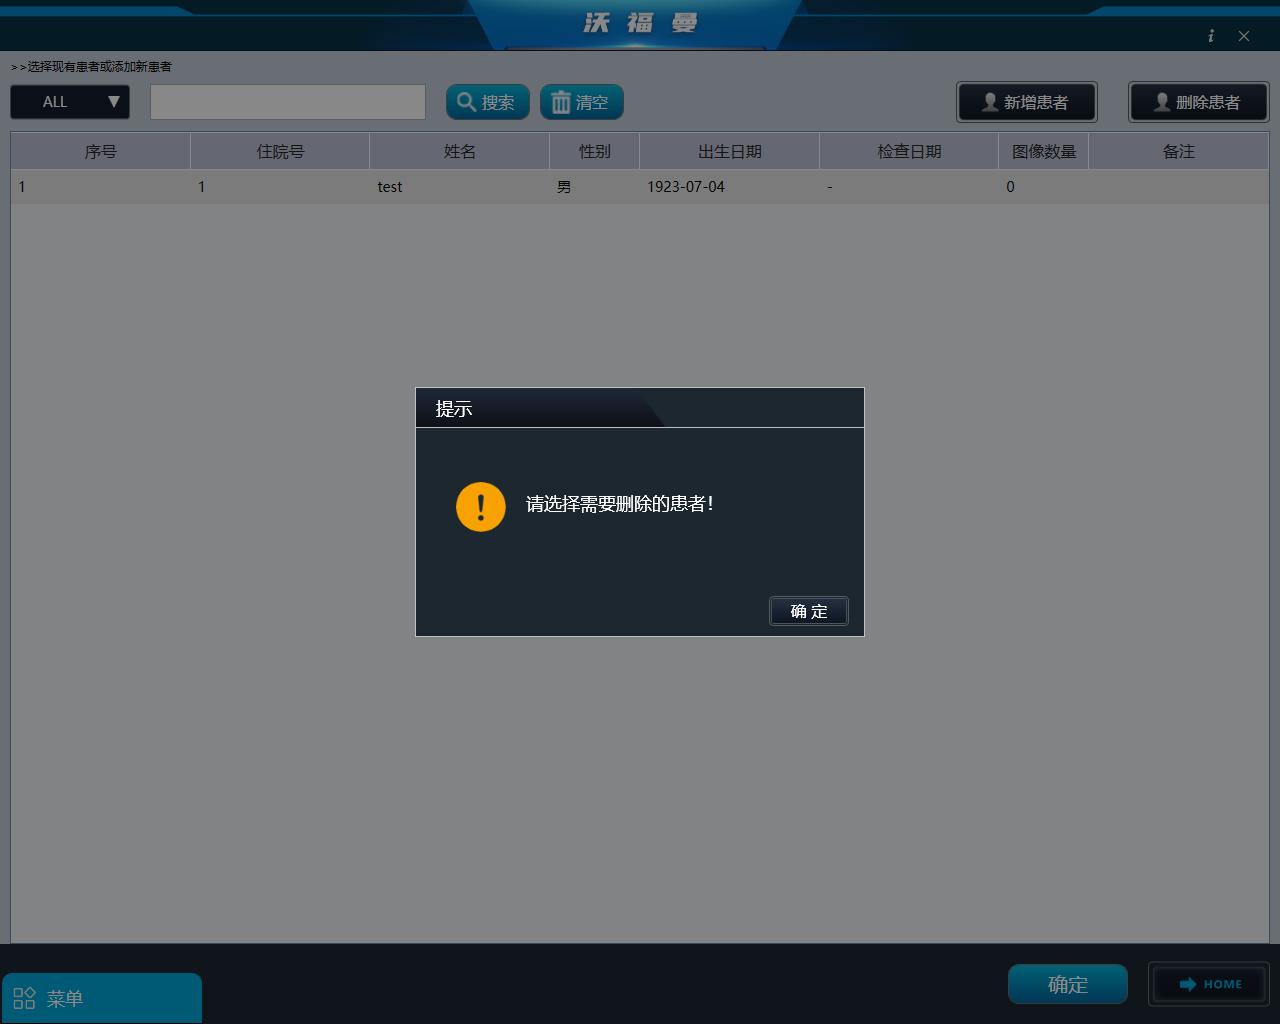 沃福曼
>>选择现有患者或添加新患者
ALL
搜索
清空
新增患者
删除患者
序号 住院号 姓名 性别 出生日期 检查日期 图像数量 备注
1 1 test 男 1923-07-04 - 0
提示
请选择需要删除的患者!
确定
菜单
确定
HOME